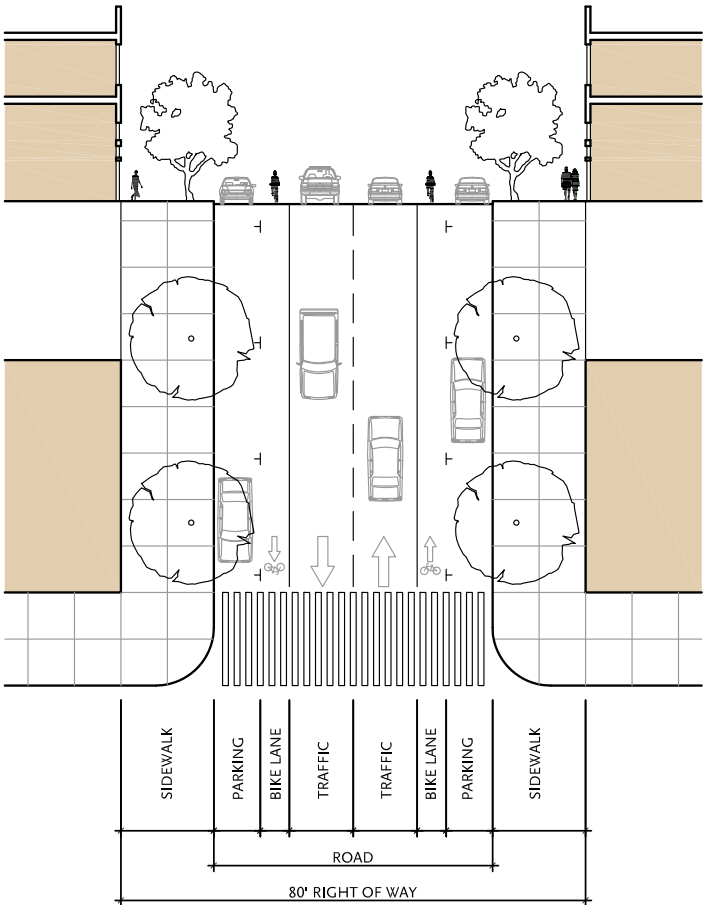 SIDEWALK
PARKING
BIKE LANE
TRAFFIC
TRAFFIC
BIKE LANE
PARKING
SIDEWALK
ROAD
80' RIGHT OF WAY